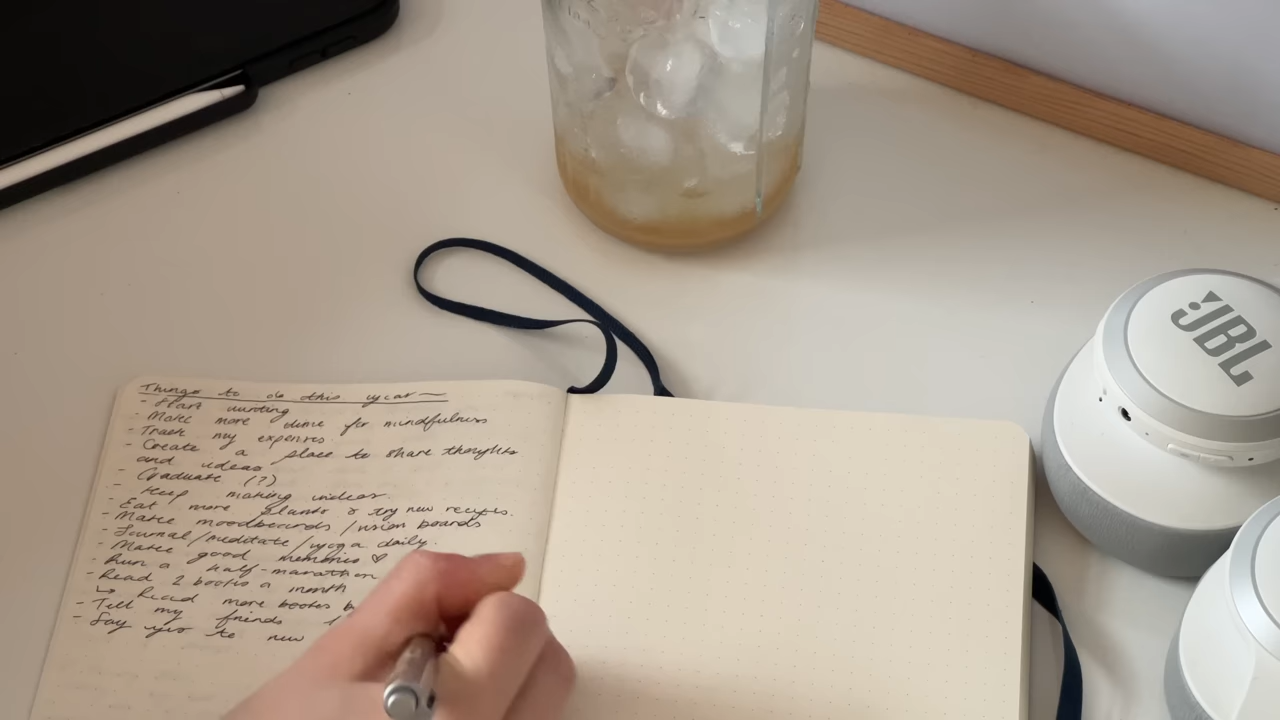 Things to do this year ~
- Start writing
- Make more time for mindfulness
- Track my expenses
- Create a place to share thoughts
and ideas
- Graduate (?)
- Keep making videos.
- Eat more plants & try new recipes.
- Make moodboards / vision boards
- Journal / meditate / yoga daily.
- Make good memories ♡
- Run a half-marathon
- Read 2 books a month
↳ Read more books
- Tell my friends
- Say yes to new
JBL